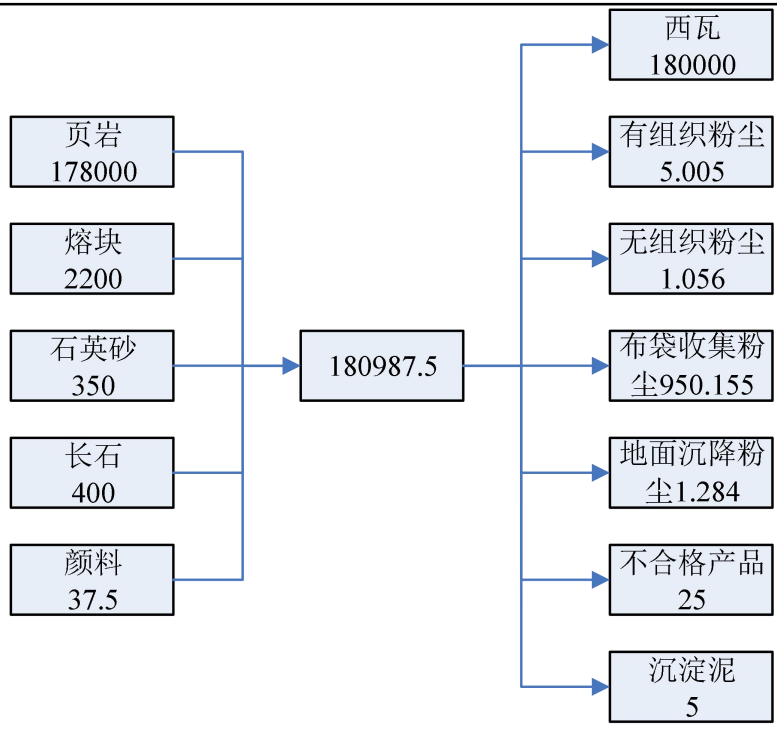 页岩
178000
熔块
2200
石英砂
350
长石
400
颜料
37.5
180987.5
西瓦
180000
有组织粉尘
5.005
无组织粉尘
1.056
布袋收集粉
尘950.155
地面沉降粉
尘1.284
不合格产品
25
沉淀泥
5